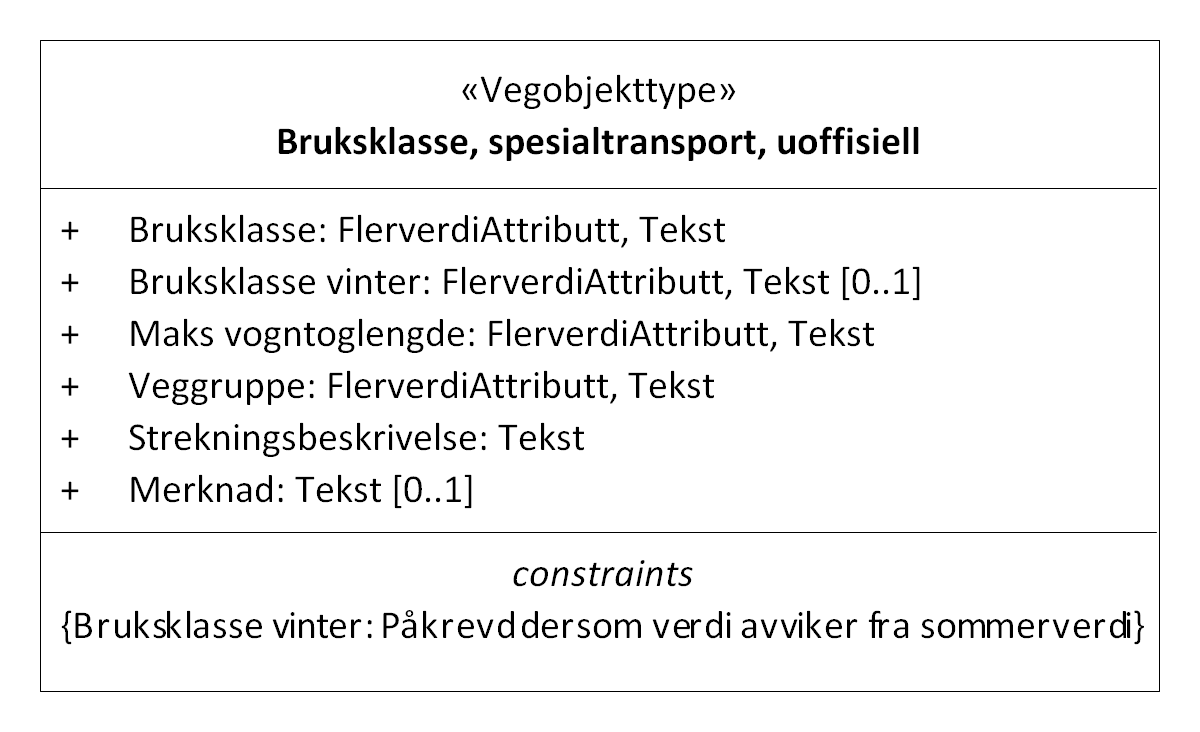 «Vegobjekttype»
Bruksklasse, spesialtransport, uoffisiell
+ Bruksklasse: FlerverdiAttributt, Tekst
+ Bruksklasse vinter: FlerverdiAttributt, Tekst [0..1]
+ Maks vogntoglengde: FlerverdiAttributt, Tekst
+ Veggruppe: FlerverdiAttributt, Tekst
+ Strekningsbeskrivelse: Tekst
+ Merknad: Tekst [0..1]
constraints
{Bruksklasse vinter: Påkrevd dersom verdi avviker fra sommerverdi}